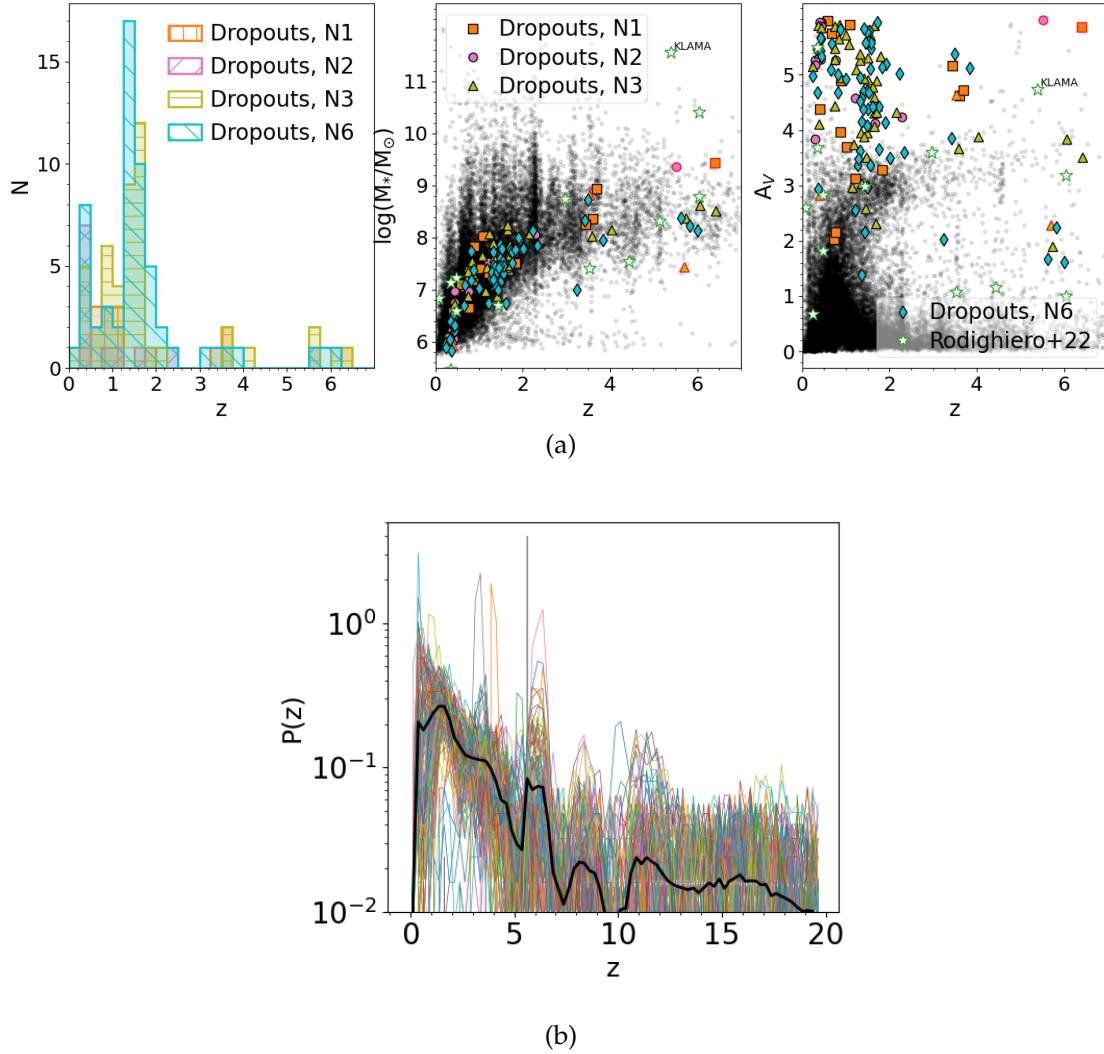 Dropouts, N1
Dropouts, N2
Dropouts, N3
Dropouts, N6
N
15
10
5
0
0 1 2 3 4 5 6
z
Dropouts, N1
Dropouts, N2
Dropouts, N3
KLAMA
log(M*/M⊙)
11
10
9
8
7
6
0 2 4 6
z
KLAMA
A_V
5
4
3
2
1
0
Dropouts, N6
Rodighiero+22
0 2 4 6
z
(a)
P(z)
10^0
10^-1
10^-2
0 5 10 15 20
z
(b)